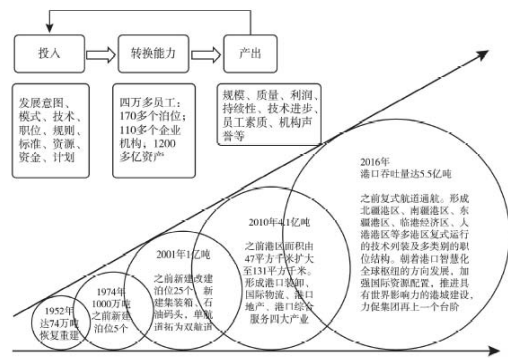 投入
转换能力
产出
发展意图、
模式、技术、
职位、规则、
标准、资源、
资金、计划
四万多员工；
170多个泊位；
110多个企业
机构；1200
多亿资产
规模、质量、利润、
持续性、技术进步、
员工素质、机构声
誉等
1952年
达74万吨
恢复重建
1974年
1000万吨
之前新建
泊位5个
2001年1亿吨
之前新建改建
泊位25个、新
建集装箱、石
油码头，单航
道拓为双航道
2010年4.1亿吨
之前港区面积由
47平方千米扩大
至131平方千米。
形成港口装卸、
国际物流、港口
地产、港口综合
服务四大产业
2016年
港口吞吐量达5.5亿吨
之前复式航道通航。形成
北疆港区、南疆港区、东
疆港区、临港经济区、人
港港区等多港区复式运行
的技术列装及多类别的职
位结构。朝着港口智慧化
全球枢纽的方向发展，加
强国际资源配置，推进具
有世界影响力的港城建设，
力促集团再上一个台阶